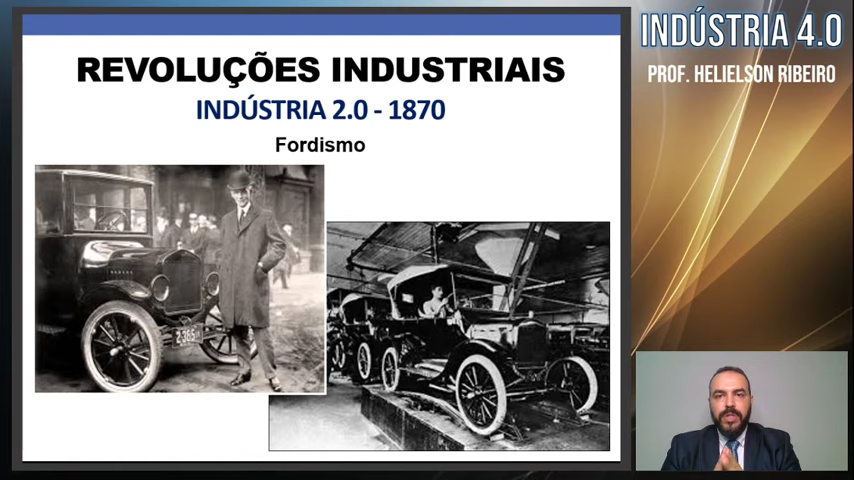 REVOLUÇÕES INDUSTRIAIS
INDÚSTRIA 2.0 - 1870
Fordismo
INDÚSTRIA 4.0
PROF. HELIELSON RIBEIRO